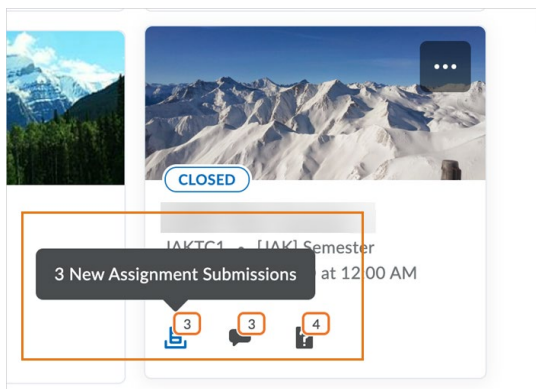 CLOSED
JAKTC1 • [JAK] Semester
3 New Assignment Submissions
at 12:00 AM
3
3
4